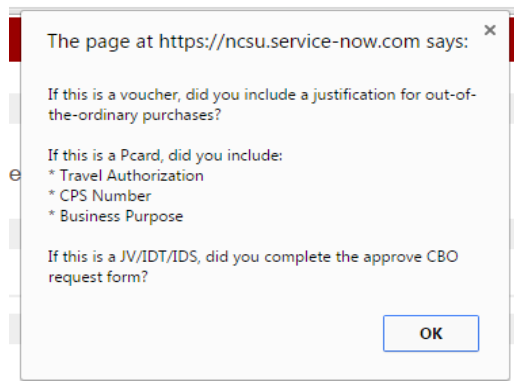 The page at https://ncsu.service-now.com says:
×
If this is a voucher, did you include a justification for out-of-
the-ordinary purchases?
If this is a Pcard, did you include:
* Travel Authorization
* CPS Number
* Business Purpose
e
If this is a JV/IDT/IDS, did you complete the approve CBO
request form?
OK